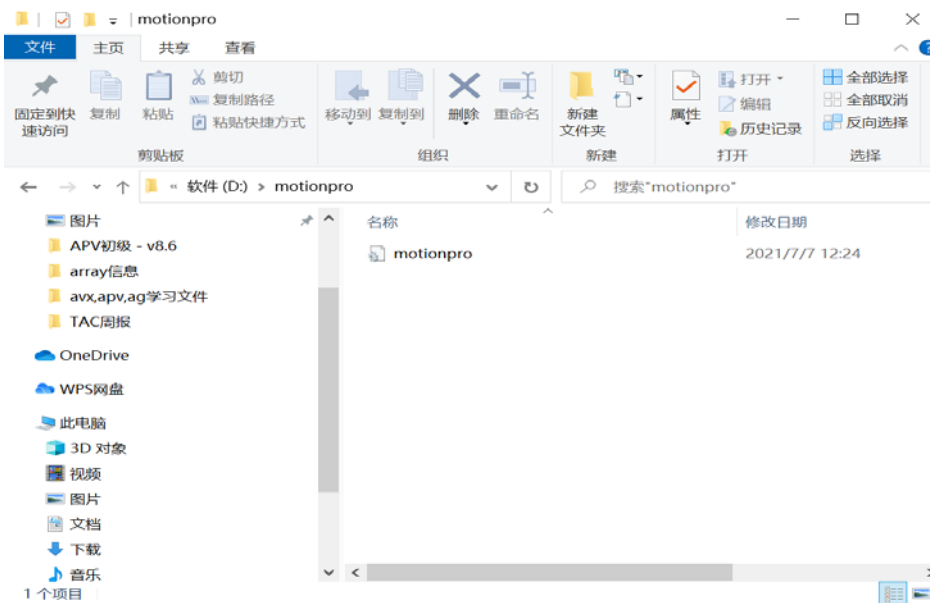 motionpro
文件 主页 共享 查看
固定到快速访问
复制
粘贴
剪切
复制路径
粘贴快捷方式
剪贴板
移动到 复制到 删除 重命名
组织
新建文件夹
新建
属性
打开
编辑
历史记录
打开
全部选择
全部取消
反向选择
选择
« 软件 (D:) > motionpro
搜索"motionpro"
图片
APV初级 - v8.6
array信息
avx,apv,ag学习文件
TAC周报
OneDrive
WPS网盘
此电脑
3D 对象
视频
图片
文档
下载
音乐
名称 修改日期
motionpro 2021/7/7 12:24
1 个项目